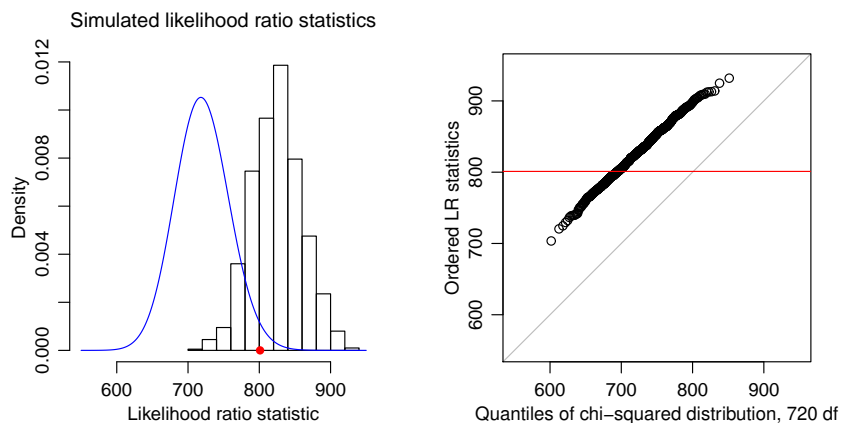 Simulated likelihood ratio statistics
Density
0.000 0.004 0.008 0.012
600 700 800 900
Likelihood ratio statistic
Ordered LR statistics
600 700 800 900
600 700 800 900
Quantiles of chi−squared distribution, 720 df